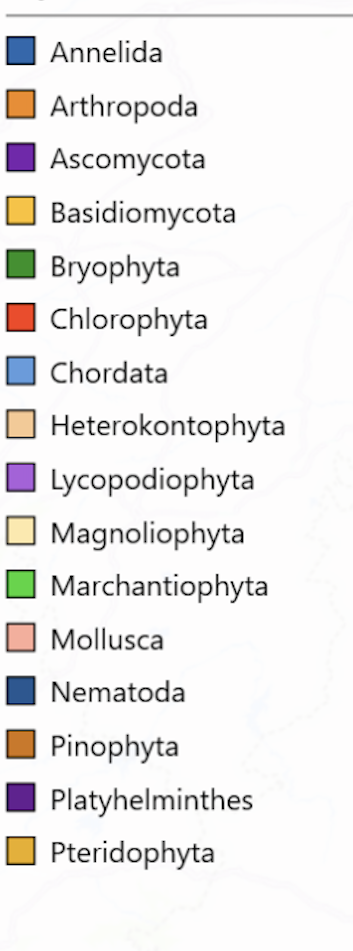 Annelida
Arthropoda
Ascomycota
Basidiomycota
Bryophyta
Chlorophyta
Chordata
Heterokontophyta
Lycopodiophyta
Magnoliophyta
Marchantiophyta
Mollusca
Nematoda
Pinophyta
Platyhelminthes
Pteridophyta